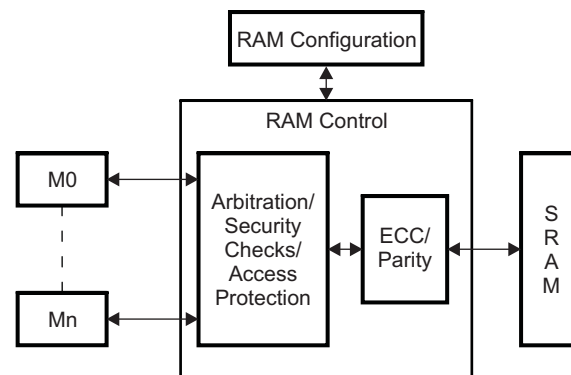 RAM Configuration
RAM Control
M0
Mn
Arbitration/
Security
Checks/
Access
Protection
ECC/
Parity
S
R
A
M